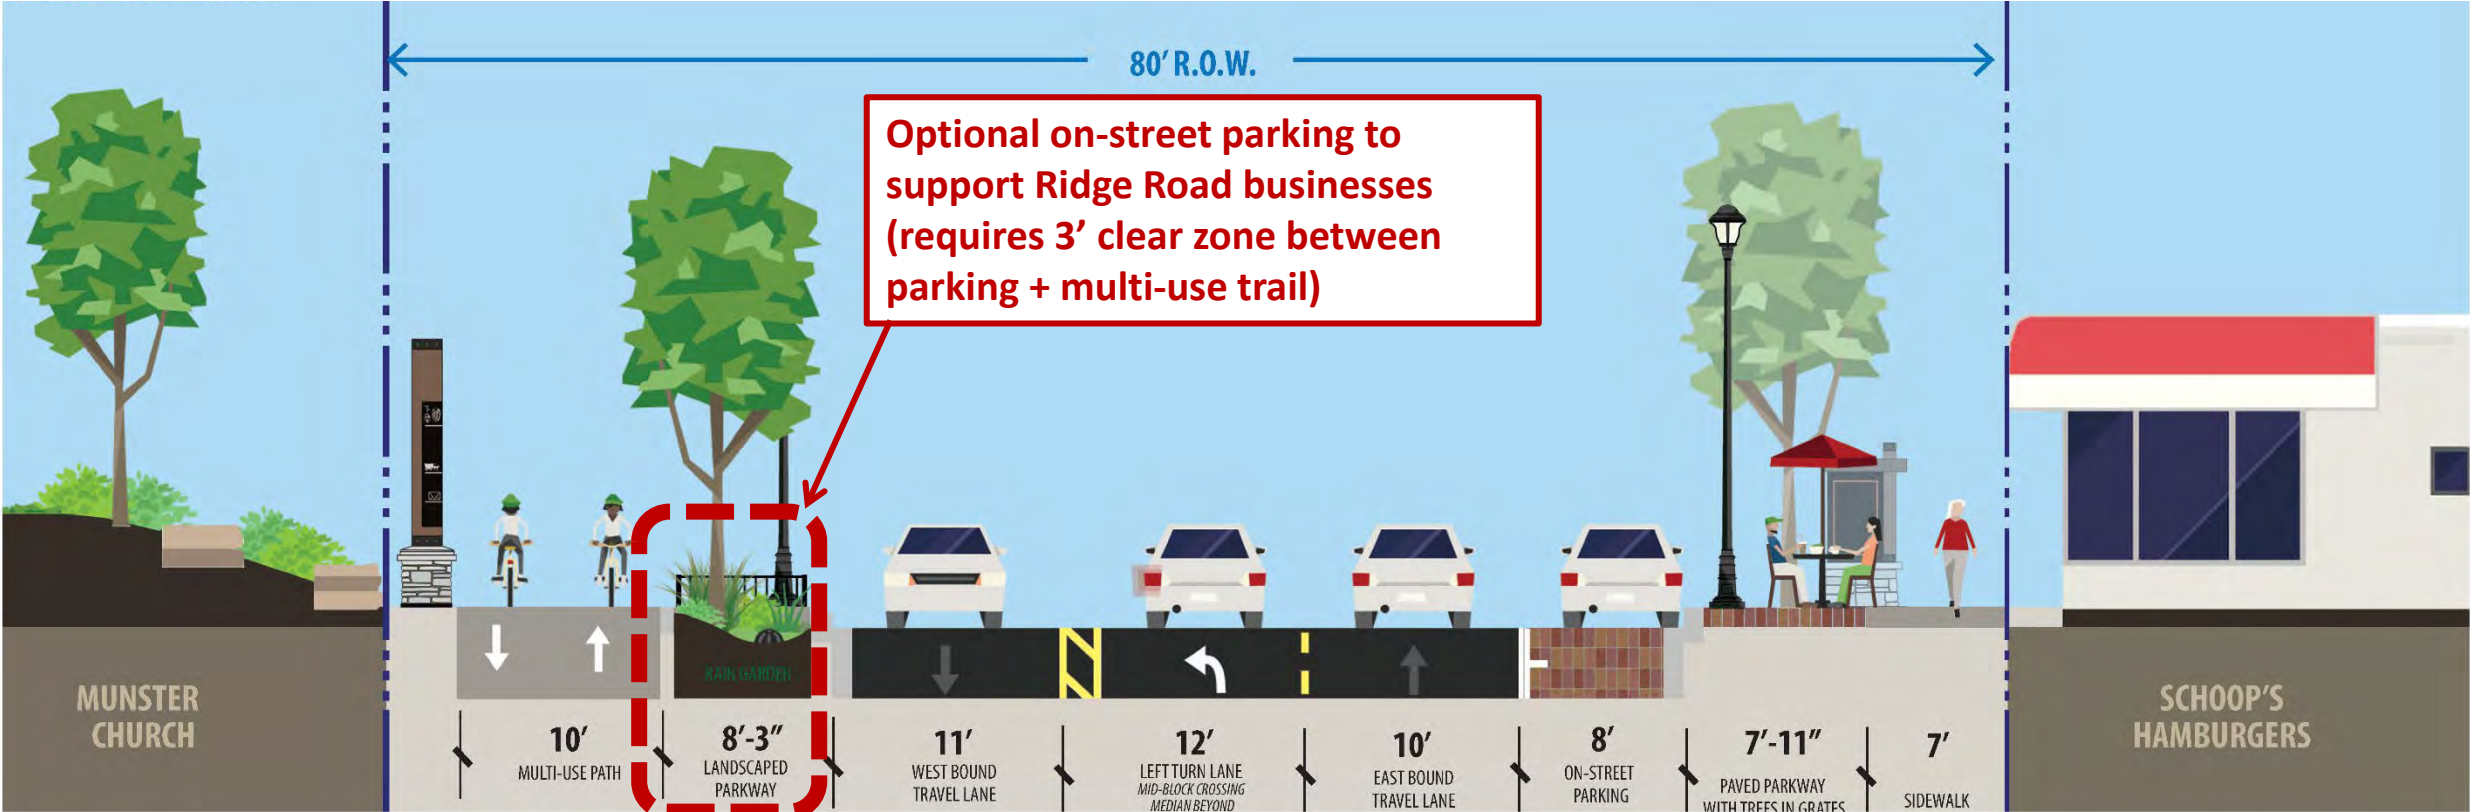 80' R.O.W.
Optional on-street parking to
support Ridge Road businesses
(requires 3’ clear zone between
parking + multi-use trail)
RAIN GARDEN
MUNSTER
CHURCH
SCHOOP'S
HAMBURGERS
10'
MULTI-USE PATH
8'-3"
LANDSCAPED
PARKWAY
11'
WEST BOUND
TRAVEL LANE
12'
LEFT TURN LANE
MID-BLOCK CROSSING
MEDIAN BEYOND
10'
EAST BOUND
TRAVEL LANE
8'
ON-STREET
PARKING
7'-11"
PAVED PARKWAY
WITH TREES IN GRATES
7'
SIDEWALK